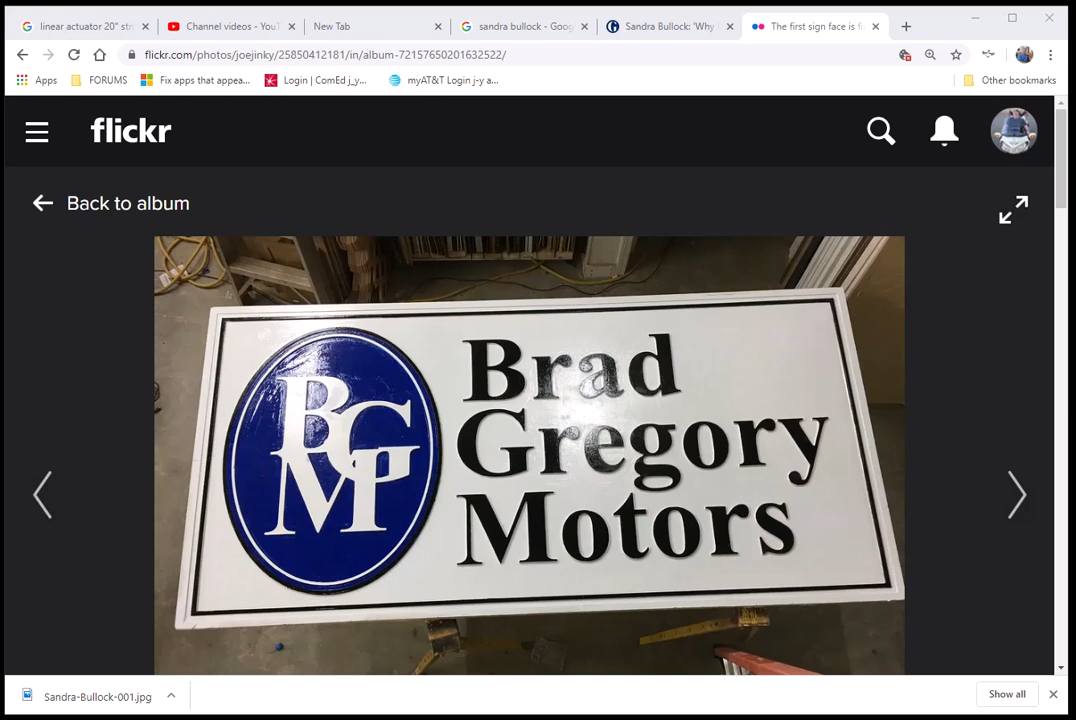 linear actuator 20" str
Channel videos - YouT
New Tab
sandra bullock - Goog
Sandra Bullock: 'Why I
The first sign face is fi
flickr.com/photos/joejinky/25850412181/in/album-72157650201632522/
Apps
FORUMS
Fix apps that appea...
Login | ComEd j_y...
myAT&T Login j-y a...
Other bookmarks
flickr
Back to album
BGM
Brad
Gregory
Motors
Sandra-Bullock-001.jpg
Show all